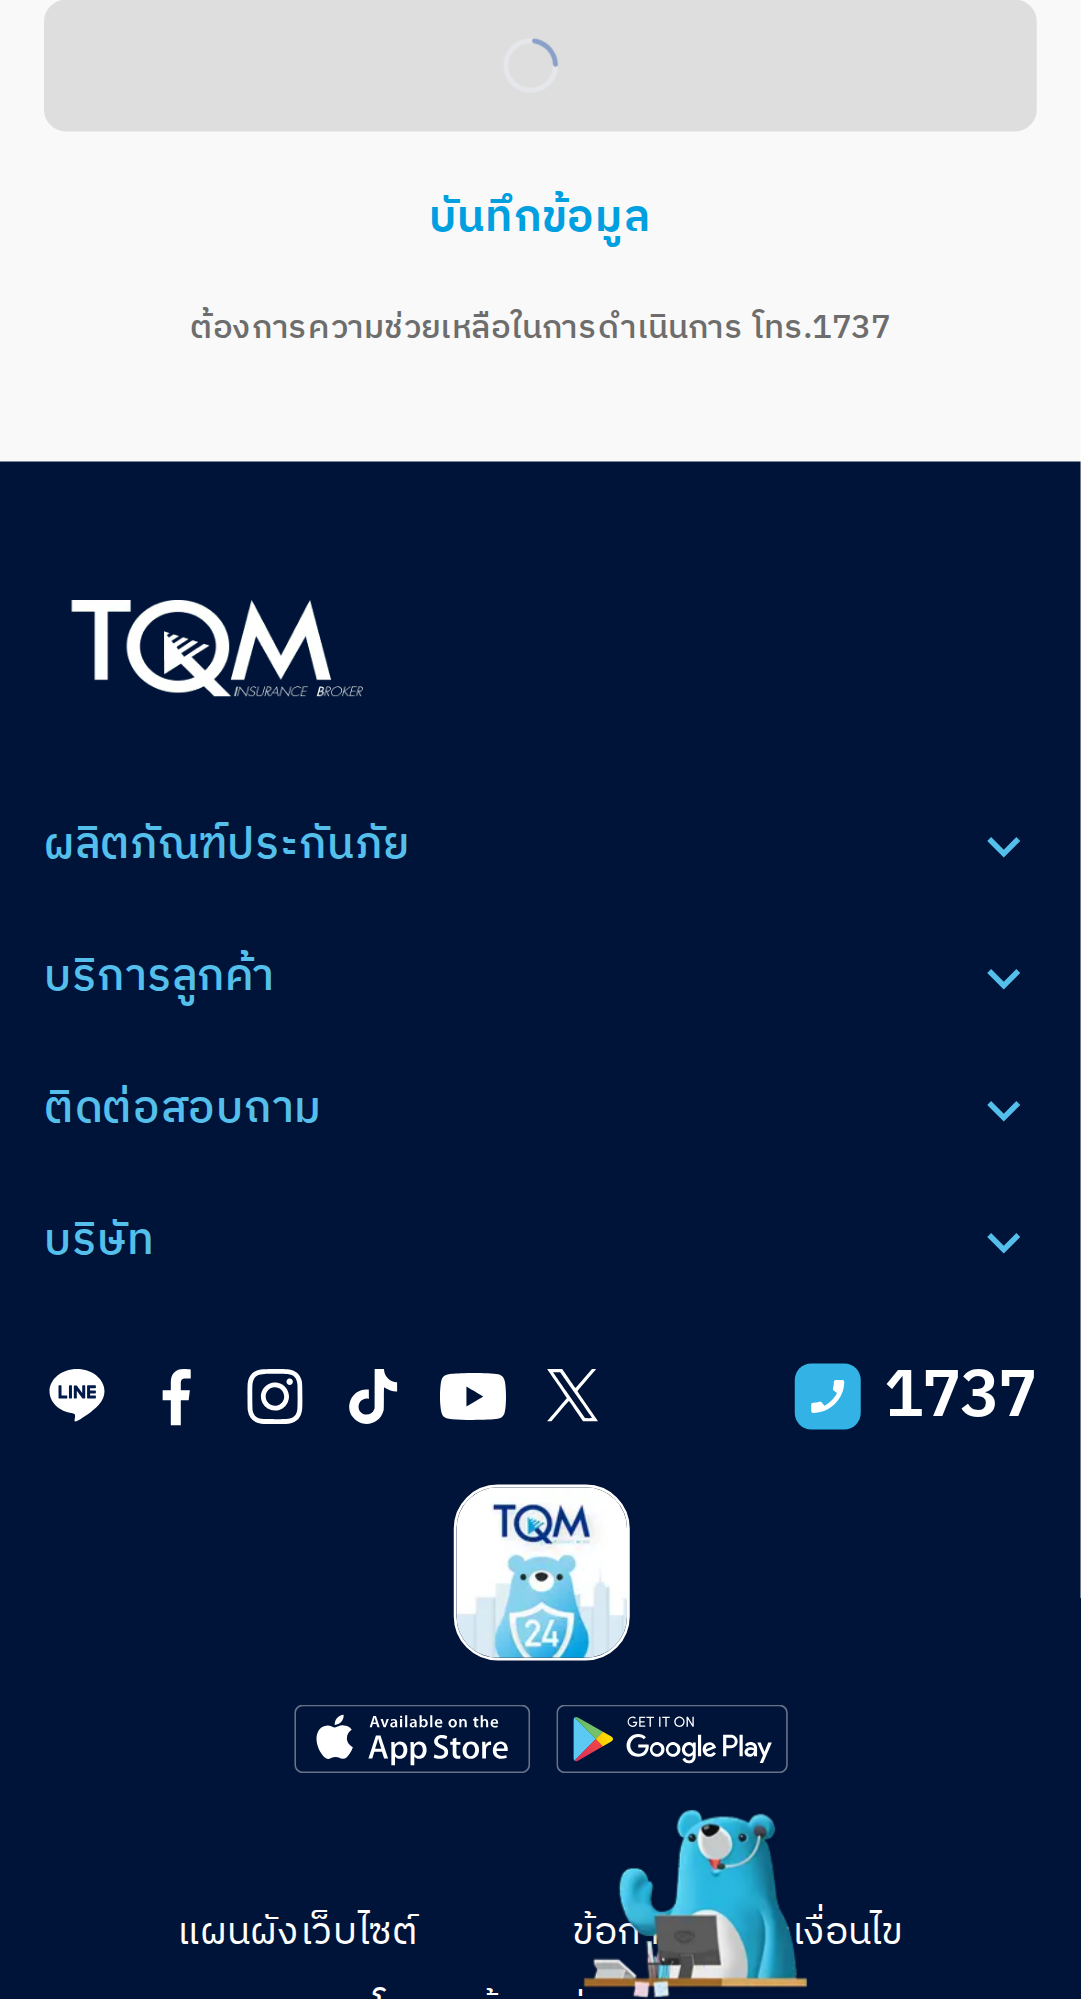 บันทึกข้อมูล
ต้องการความช่วยเหลือในการดำเนินการ โทร.1737
TQM
INSURANCE BROKER
ผลิตภัณฑ์ประกันภัย
บริการลูกค้า
ติดต่อสอบถาม
บริษัท
LINE
1737
TQM
24
Available on the
App Store
GET IT ON
Google Play
แผนผังเว็บไซต์
เงื่อนไข